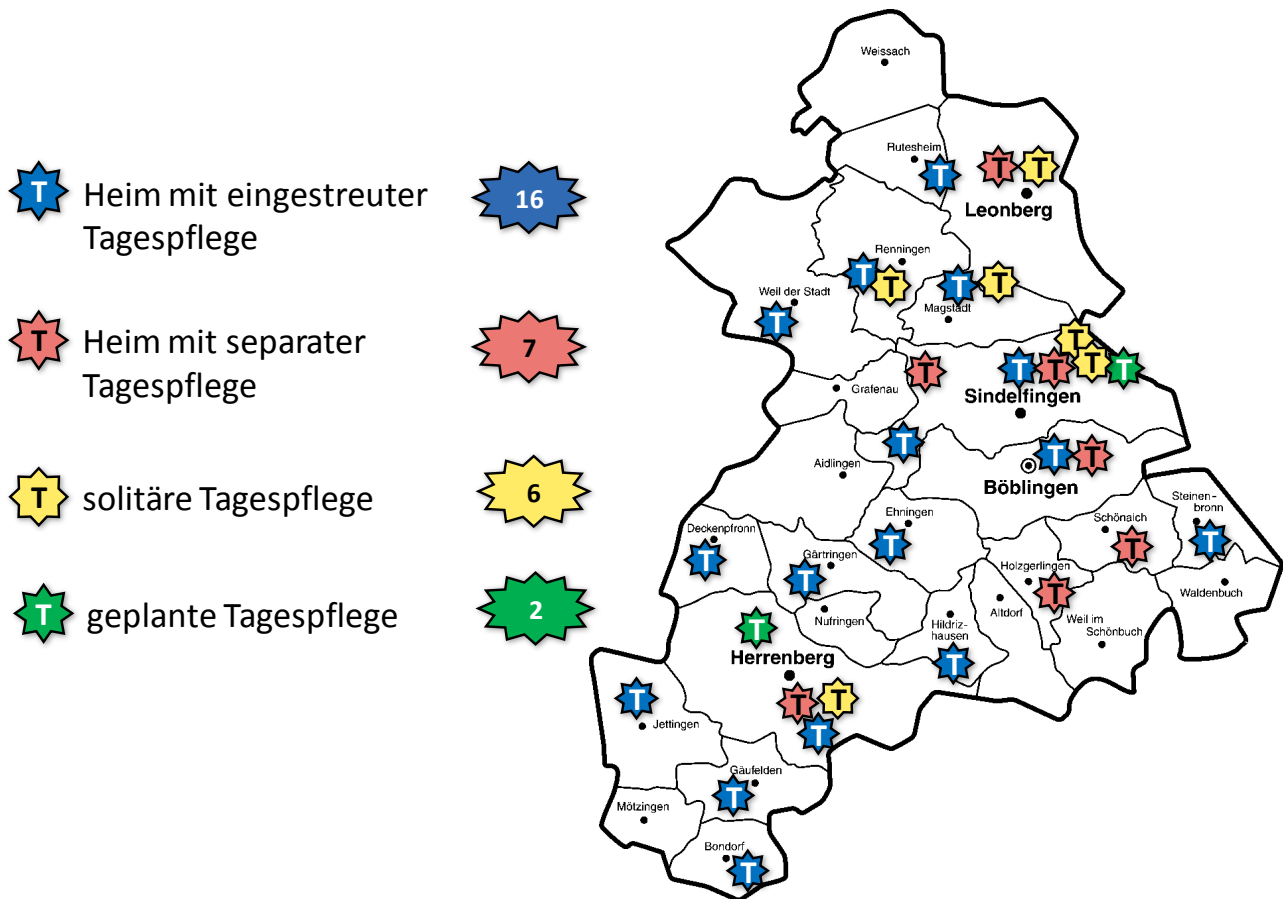 T Heim mit eingestreuter
Tagespflege
16
T Heim mit separater
Tagespflege
7
T solitäre Tagespflege
6
T geplante Tagespflege
2
Weissach
Rutesheim
T
T
T
Leonberg
Renningen
T
T
T
T
Weil der Stadt
T
Magstadt
T
T
T
T
T
T
Grafenau
Sindelfingen
T
T
T
Aidlingen
Böblingen
Steinen-
bronn
Deckenpfronn
T
Ehningen
T
Schönaich
T
T
Gärtringen
T
Holzgerlingen
T
Waldenbuch
Nufringen
Hildriz-
hausen
Altdorf
Weil im
Schönbuch
T
Herrenberg
T
T
T
T
T
Jettingen
Gäufelden
T
Mötzingen
Bondorf
T